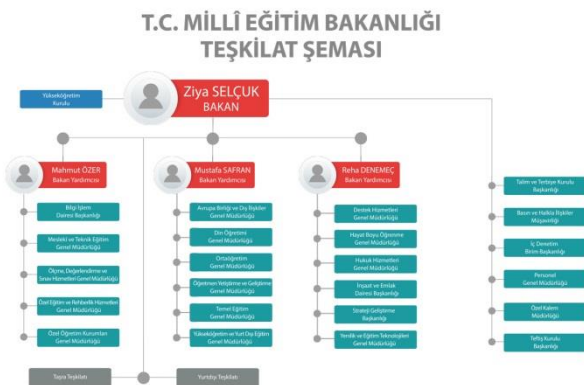 T.C. MİLLÎ EĞİTİM BAKANLIĞI
TEŞKİLAT ŞEMASI
Ziya SELÇUK
BAKAN
Yükseköğretim
Kurulu
Mahmut ÖZER
Bakan Yardımcısı
Mustafa SAFRAN
Bakan Yardımcısı
Reha DENEMEÇ
Bakan Yardımcısı
Bilgi İşlem
Dairesi Başkanlığı
Mesleki ve Teknik Eğitim
Genel Müdürlüğü
Ölçme, Değerlendirme ve
Sınav Hizmetleri Genel Müdürlüğü
Özel Eğitim ve Rehberlik Hizmetleri
Genel Müdürlüğü
Özel Öğretim Kurumları
Genel Müdürlüğü
Avrupa Birliği ve Dış İlişkiler
Genel Müdürlüğü
Din Öğretimi
Genel Müdürlüğü
Ortaöğretim
Genel Müdürlüğü
Öğretmen Yetiştirme ve Geliştirme
Genel Müdürlüğü
Temel Eğitim
Genel Müdürlüğü
Yükseköğretim ve Yurt Dışı Eğitim
Genel Müdürlüğü
Destek Hizmetleri
Genel Müdürlüğü
Hayat Boyu Öğrenme
Genel Müdürlüğü
Hukuk Hizmetleri
Genel Müdürlüğü
İnşaat ve Emlak
Dairesi Başkanlığı
Strateji Geliştirme
Başkanlığı
Yenilik ve Eğitim Teknolojileri
Genel Müdürlüğü
Talim ve Terbiye Kurulu
Başkanlığı
Basın ve Halkla İlişkiler
Müşavirliği
İç Denetim
Birim Başkanlığı
Personel
Genel Müdürlüğü
Özel Kalem
Müdürlüğü
Teftiş Kurulu
Başkanlığı
Taşra Teşkilatı
Yurtdışı Teşkilatı